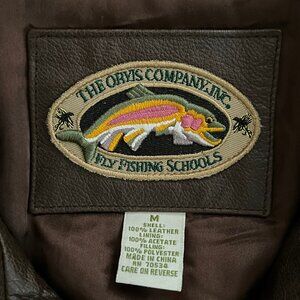 THE ORVIS COMPANY, INC.
FLY FISHING SCHOOLS
M
SHELL:
100% LEATHER
LINING:
100% ACETATE
FILLING:
100% POLYESTER
MADE IN CHINA
RN 70534
CARE ON REVERSE